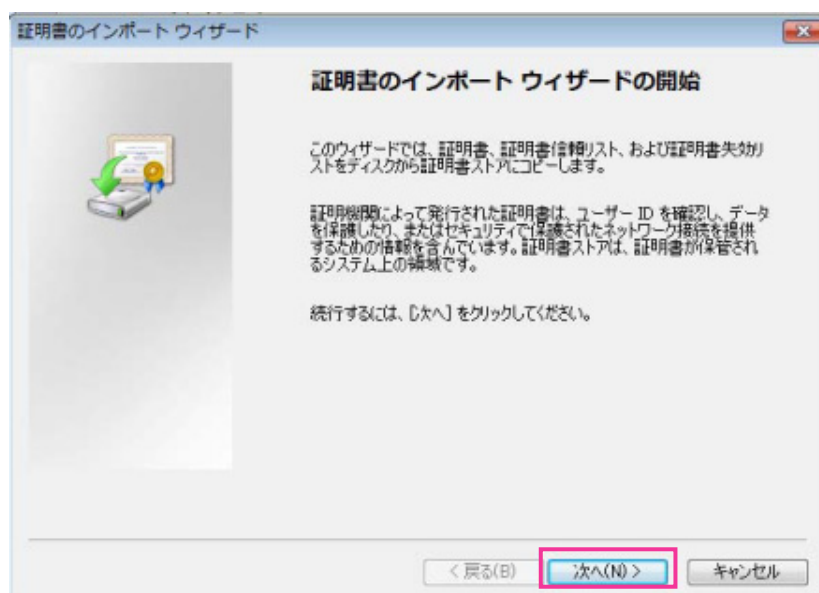 証明書のインポート ウィザード
証明書のインポート ウィザードの開始
このウィザードでは、証明書、証明書信頼リスト、および証明書失効リ
ストをディスクから証明書ストアにコピーします。
証明機関によって発行された証明書は、ユーザー ID を確認し、データ
を保護したり、またはセキュリティで保護されたネットワーク接続を提供
するための情報を含んでいます。証明書ストアは、証明書が保管され
るシステム上の領域です。
続行するには、[次へ] をクリックしてください。
< 戻る(B)
次へ(N) >
キャンセル